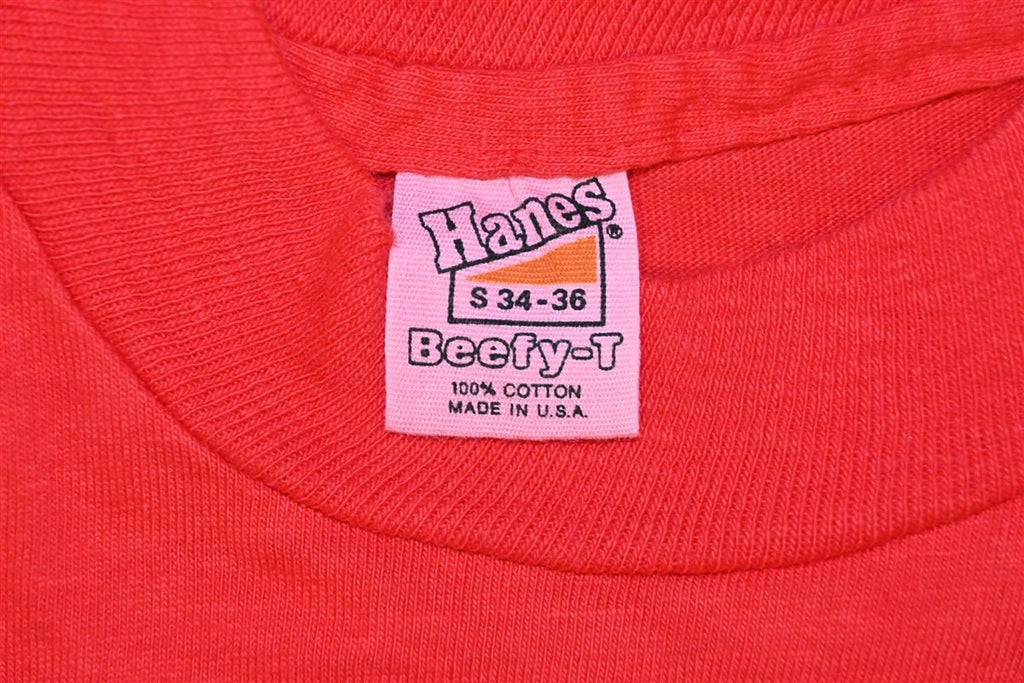 Hanes®
S 34-36
Beefy-T
100% COTTON
MADE IN U.S.A.